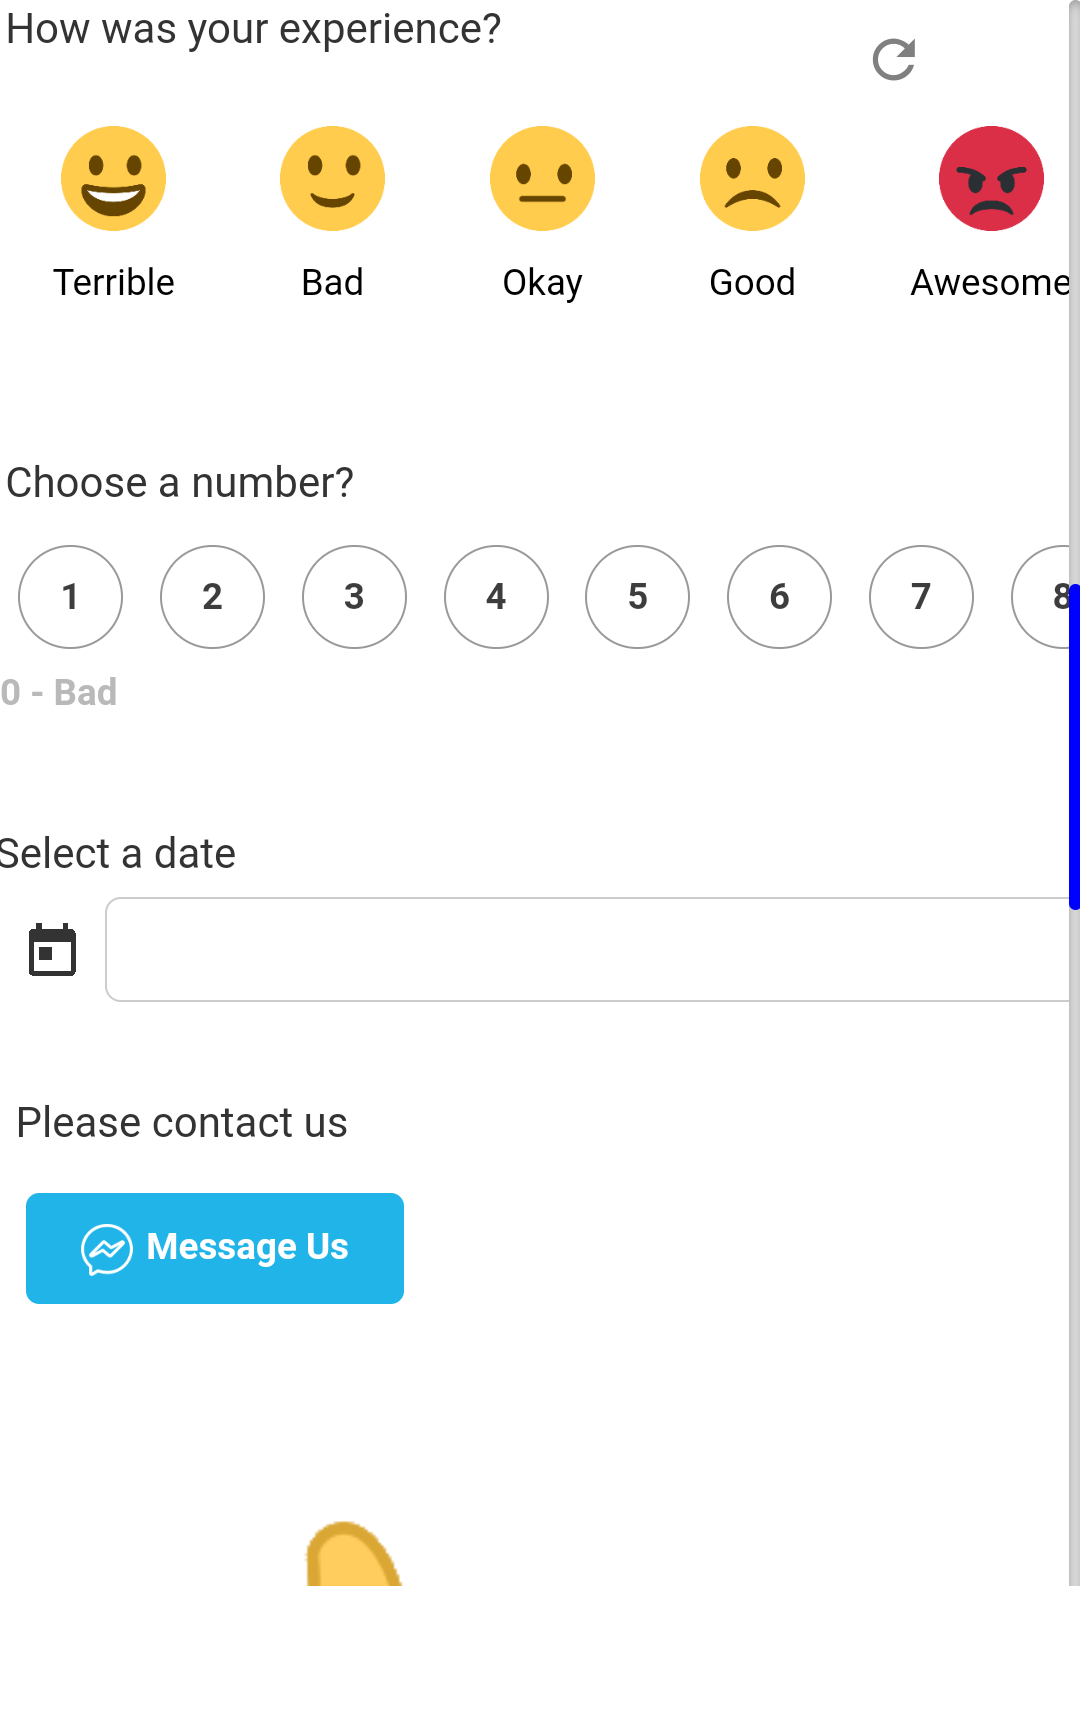 How was your experience?
Terrible Bad Okay Good Awesome
Choose a number?
1 2 3 4 5 6 7 8
0 - Bad
Select a date
Please contact us
Message Us